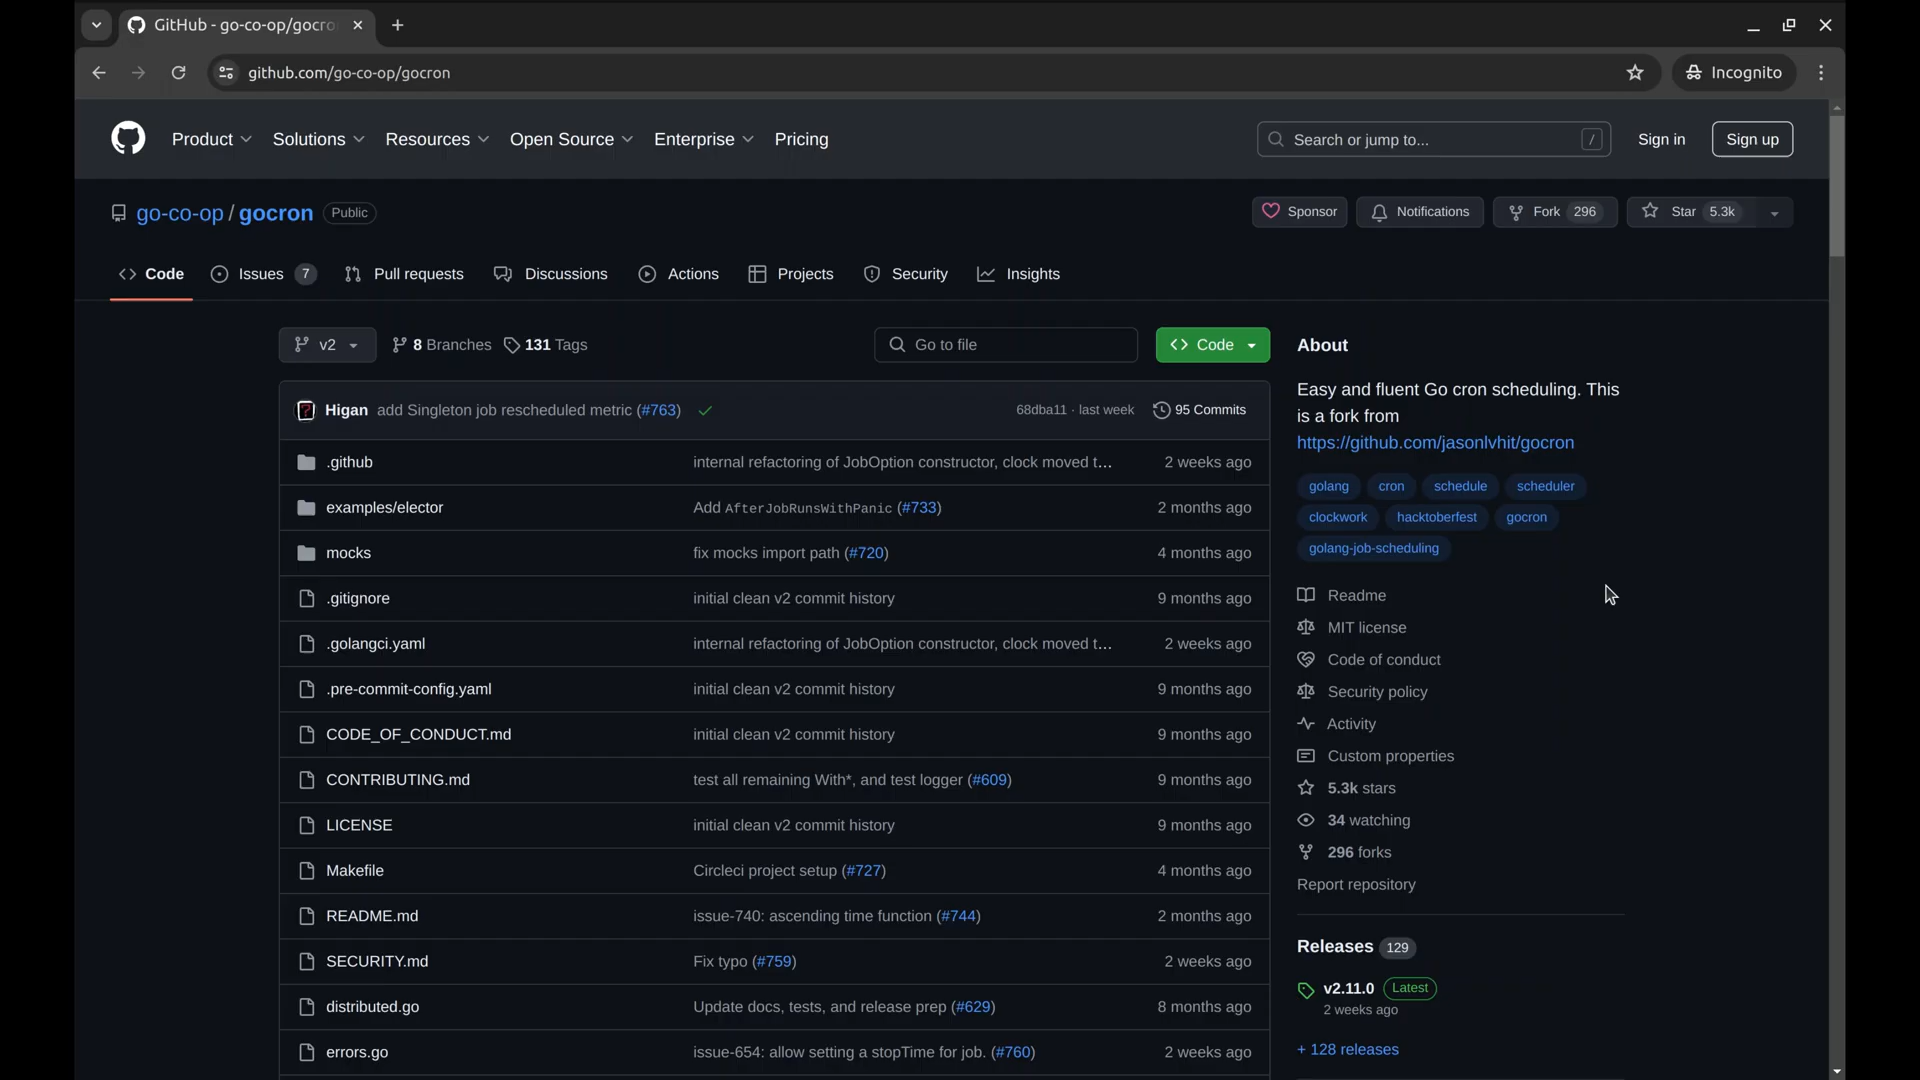 GitHub - go-co-op/gocro
github.com/go-co-op/gocron
Incognito
Product
Solutions
Resources
Open Source
Enterprise
Pricing
Search or jump to...
/
Sign in
Sign up
go-co-op / gocron
Public
Sponsor
Notifications
Fork 296
Star 5.3k
Code
Issues 7
Pull requests
Discussions
Actions
Projects
Security
Insights
v2
8 Branches
131 Tags
Go to file
Code
Higan add Singleton job rescheduled metric (#763)
68dba11 · last week
95 Commits
.github internal refactoring of JobOption constructor, clock moved t... 2 weeks ago
examples/elector Add AfterJobRunsWithPanic (#733) 2 months ago
mocks fix mocks import path (#720) 4 months ago
.gitignore initial clean v2 commit history 9 months ago
.golangci.yaml internal refactoring of JobOption constructor, clock moved t... 2 weeks ago
.pre-commit-config.yaml initial clean v2 commit history 9 months ago
CODE_OF_CONDUCT.md initial clean v2 commit history 9 months ago
CONTRIBUTING.md test all remaining With*, and test logger (#609) 9 months ago
LICENSE initial clean v2 commit history 9 months ago
Makefile Circleci project setup (#727) 4 months ago
README.md issue-740: ascending time function (#744) 2 months ago
SECURITY.md Fix typo (#759) 2 weeks ago
distributed.go Update docs, tests, and release prep (#629) 8 months ago
errors.go issue-654: allow setting a stopTime for job. (#760) 2 weeks ago
About
Easy and fluent Go cron scheduling. This
is a fork from
https://github.com/jasonlvhit/gocron
golang cron schedule scheduler
clockwork hacktoberfest gocron
golang-job-scheduling
Readme
MIT license
Code of conduct
Security policy
Activity
Custom properties
5.3k stars
34 watching
296 forks
Report repository
Releases 129
v2.11.0 Latest
2 weeks ago
+ 128 releases